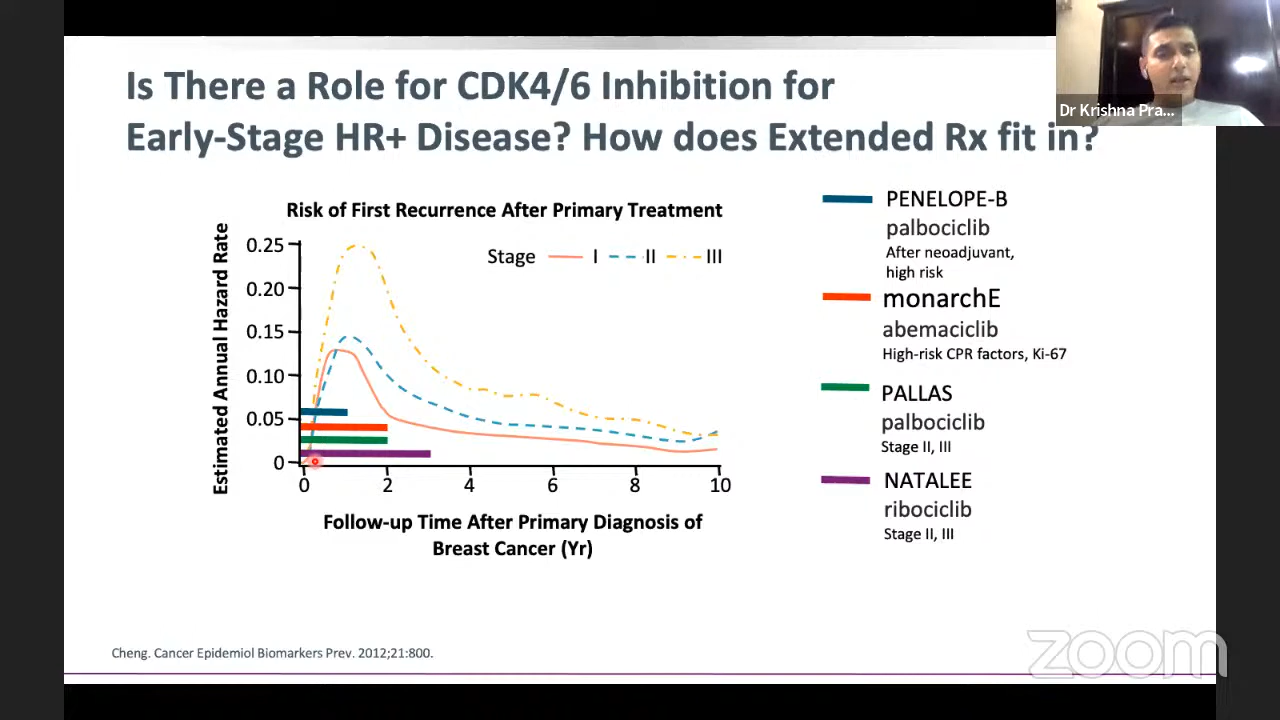 Dr Krishna Pra...
Is There a Role for CDK4/6 Inhibition for
Early-Stage HR+ Disease? How does Extended Rx fit in?
Risk of First Recurrence After Primary Treatment
Estimated Annual Hazard Rate
Stage I II III
0.25
0.20
0.15
0.10
0.05
0
0 2 4 6 8 10
Follow-up Time After Primary Diagnosis of
Breast Cancer (Yr)
PENELOPE-B
palbociclib
After neoadjuvant,
high risk
monarchE
abemaciclib
High-risk CPR factors, Ki-67
PALLAS
palbociclib
Stage II, III
NATALEE
ribociclib
Stage II, III
Cheng. Cancer Epidemiol Biomarkers Prev. 2012;21:800.
zoom